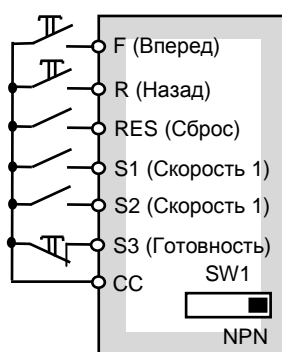 F (Вперед)
R (Назад)
RES (Сброс)
S1 (Скорость 1)
S2 (Скорость 1)
S3 (Готовность)
CC
SW1
NPN